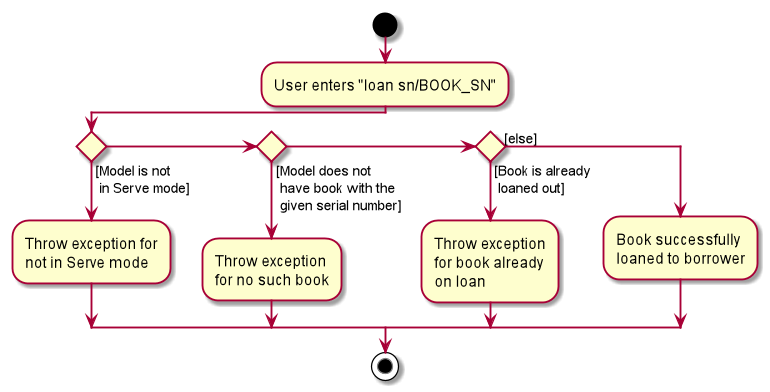 User enters "loan sn/BOOK_SN"
[else]
[Model is not
in Serve mode]
[Model does not
have book with the
given serial number]
[Book is already
loaned out]
Throw exception for
not in Serve mode
Throw exception
for no such book
Throw exception
for book already
on loan
Book successfully
loaned to borrower